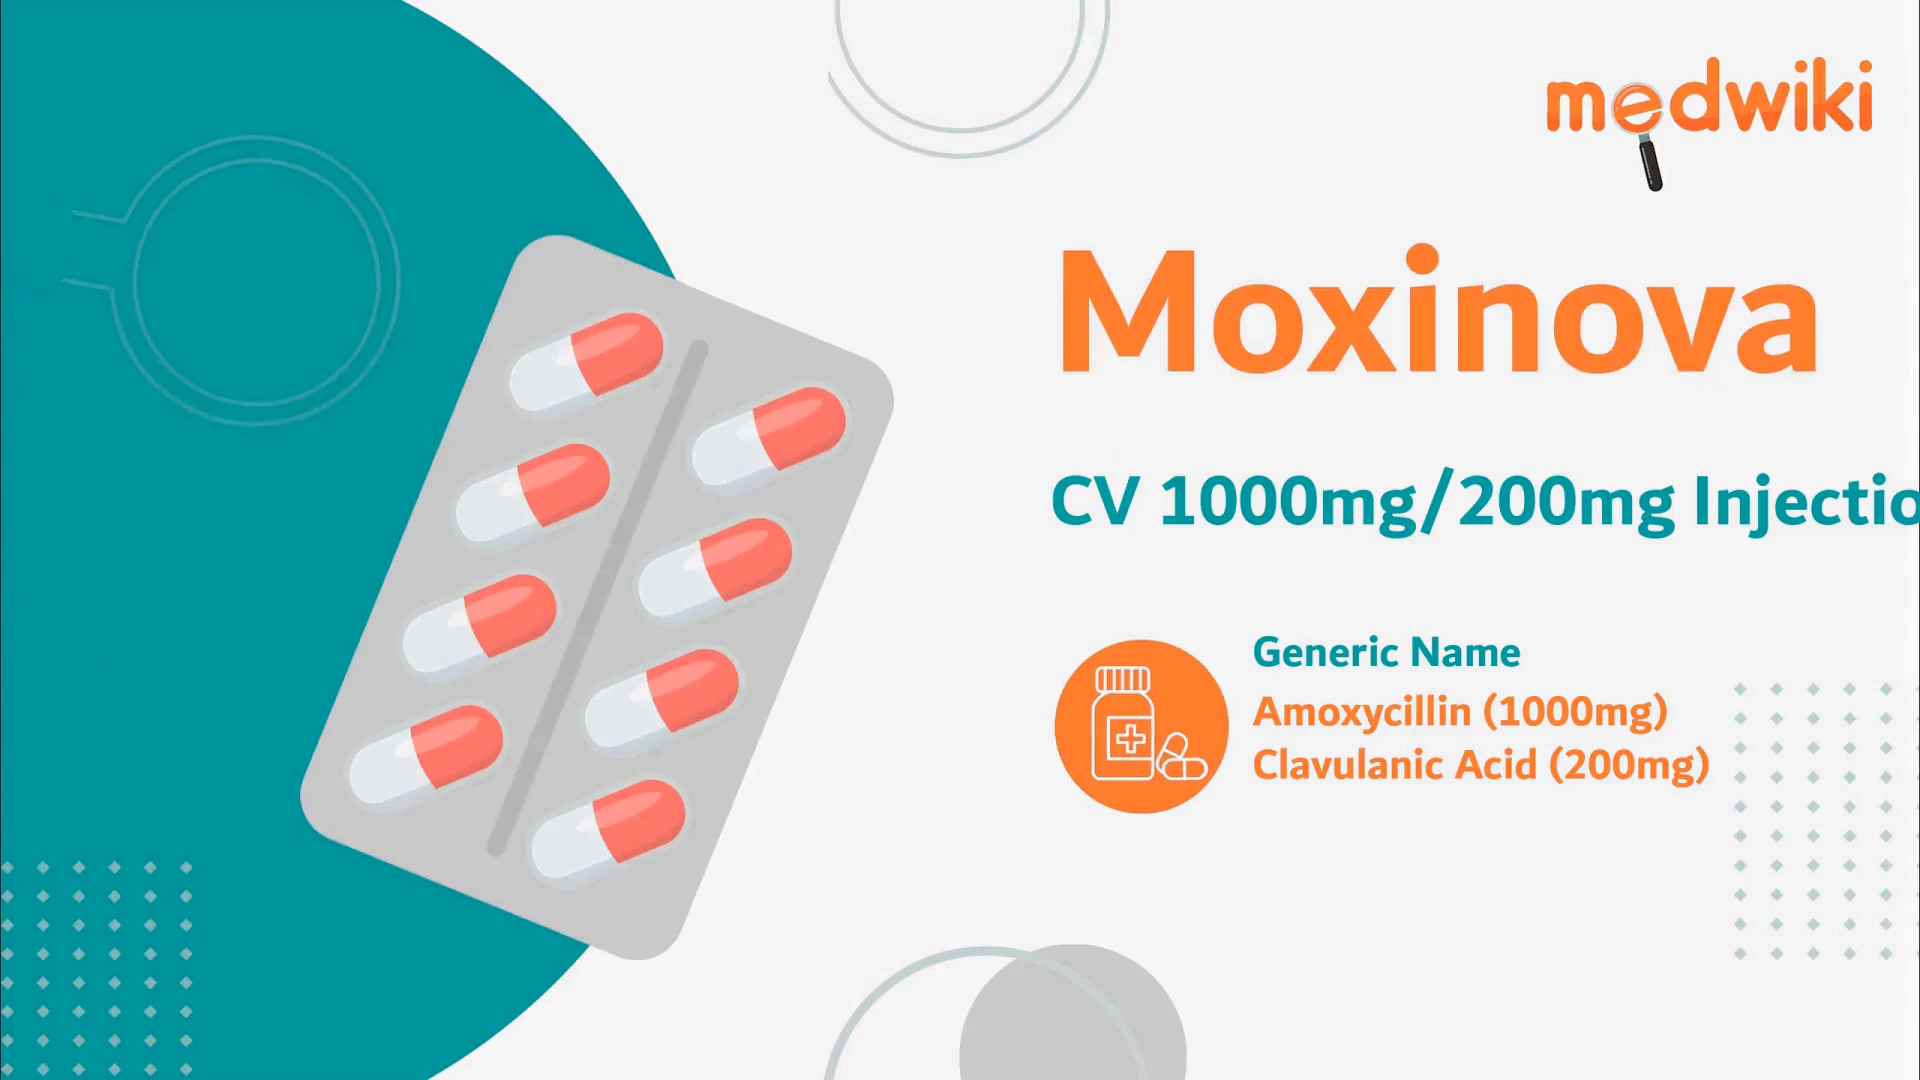 medwiki
Moxinova
CV 1000mg/200mg Injectio
Generic Name
Amoxycillin (1000mg)
Clavulanic Acid (200mg)